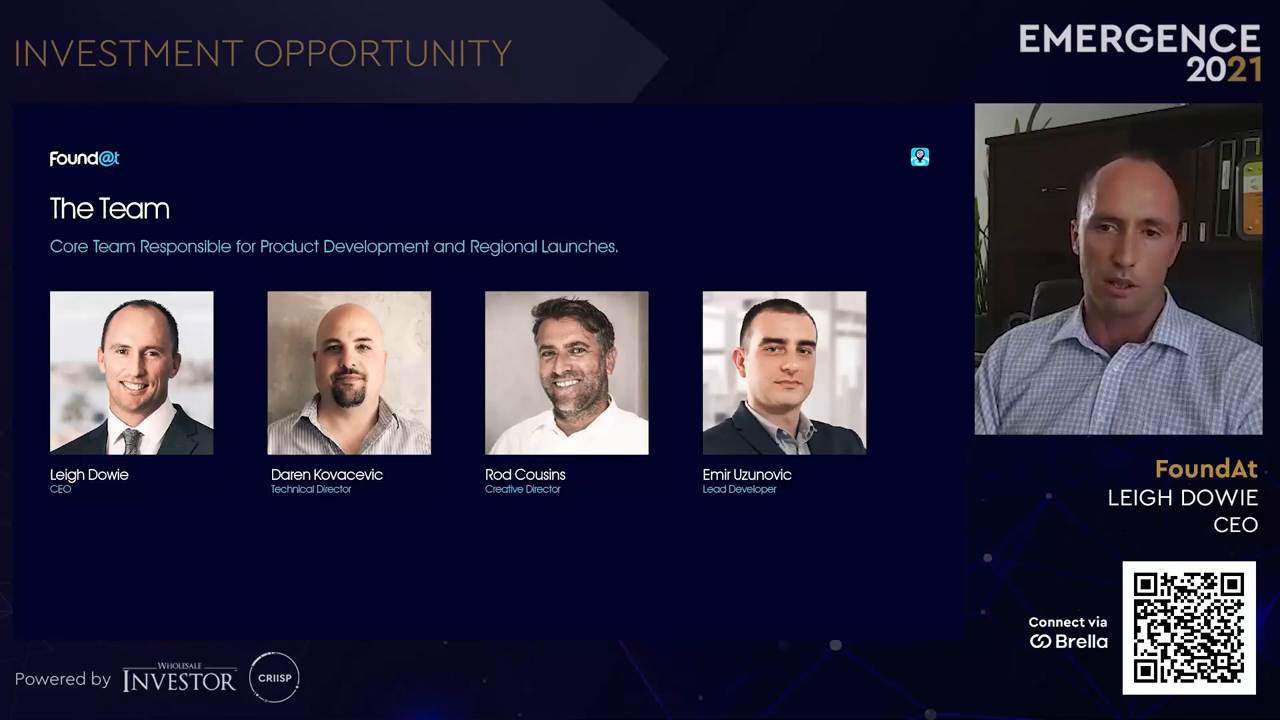 INVESTMENT OPPORTUNITY
EMERGENCE
2021
Found@t
The Team
Core Team Responsible for Product Development and Regional Launches.
Leigh Dowie
CEO
Daren Kovacevic
Technical Director
Rod Cousins
Creative Director
Emir Uzunovic
Lead Developer
FoundAt
LEIGH DOWIE
CEO
Connect via
Brella
Powered by
WHOLESALE
INVESTOR
CRIISP